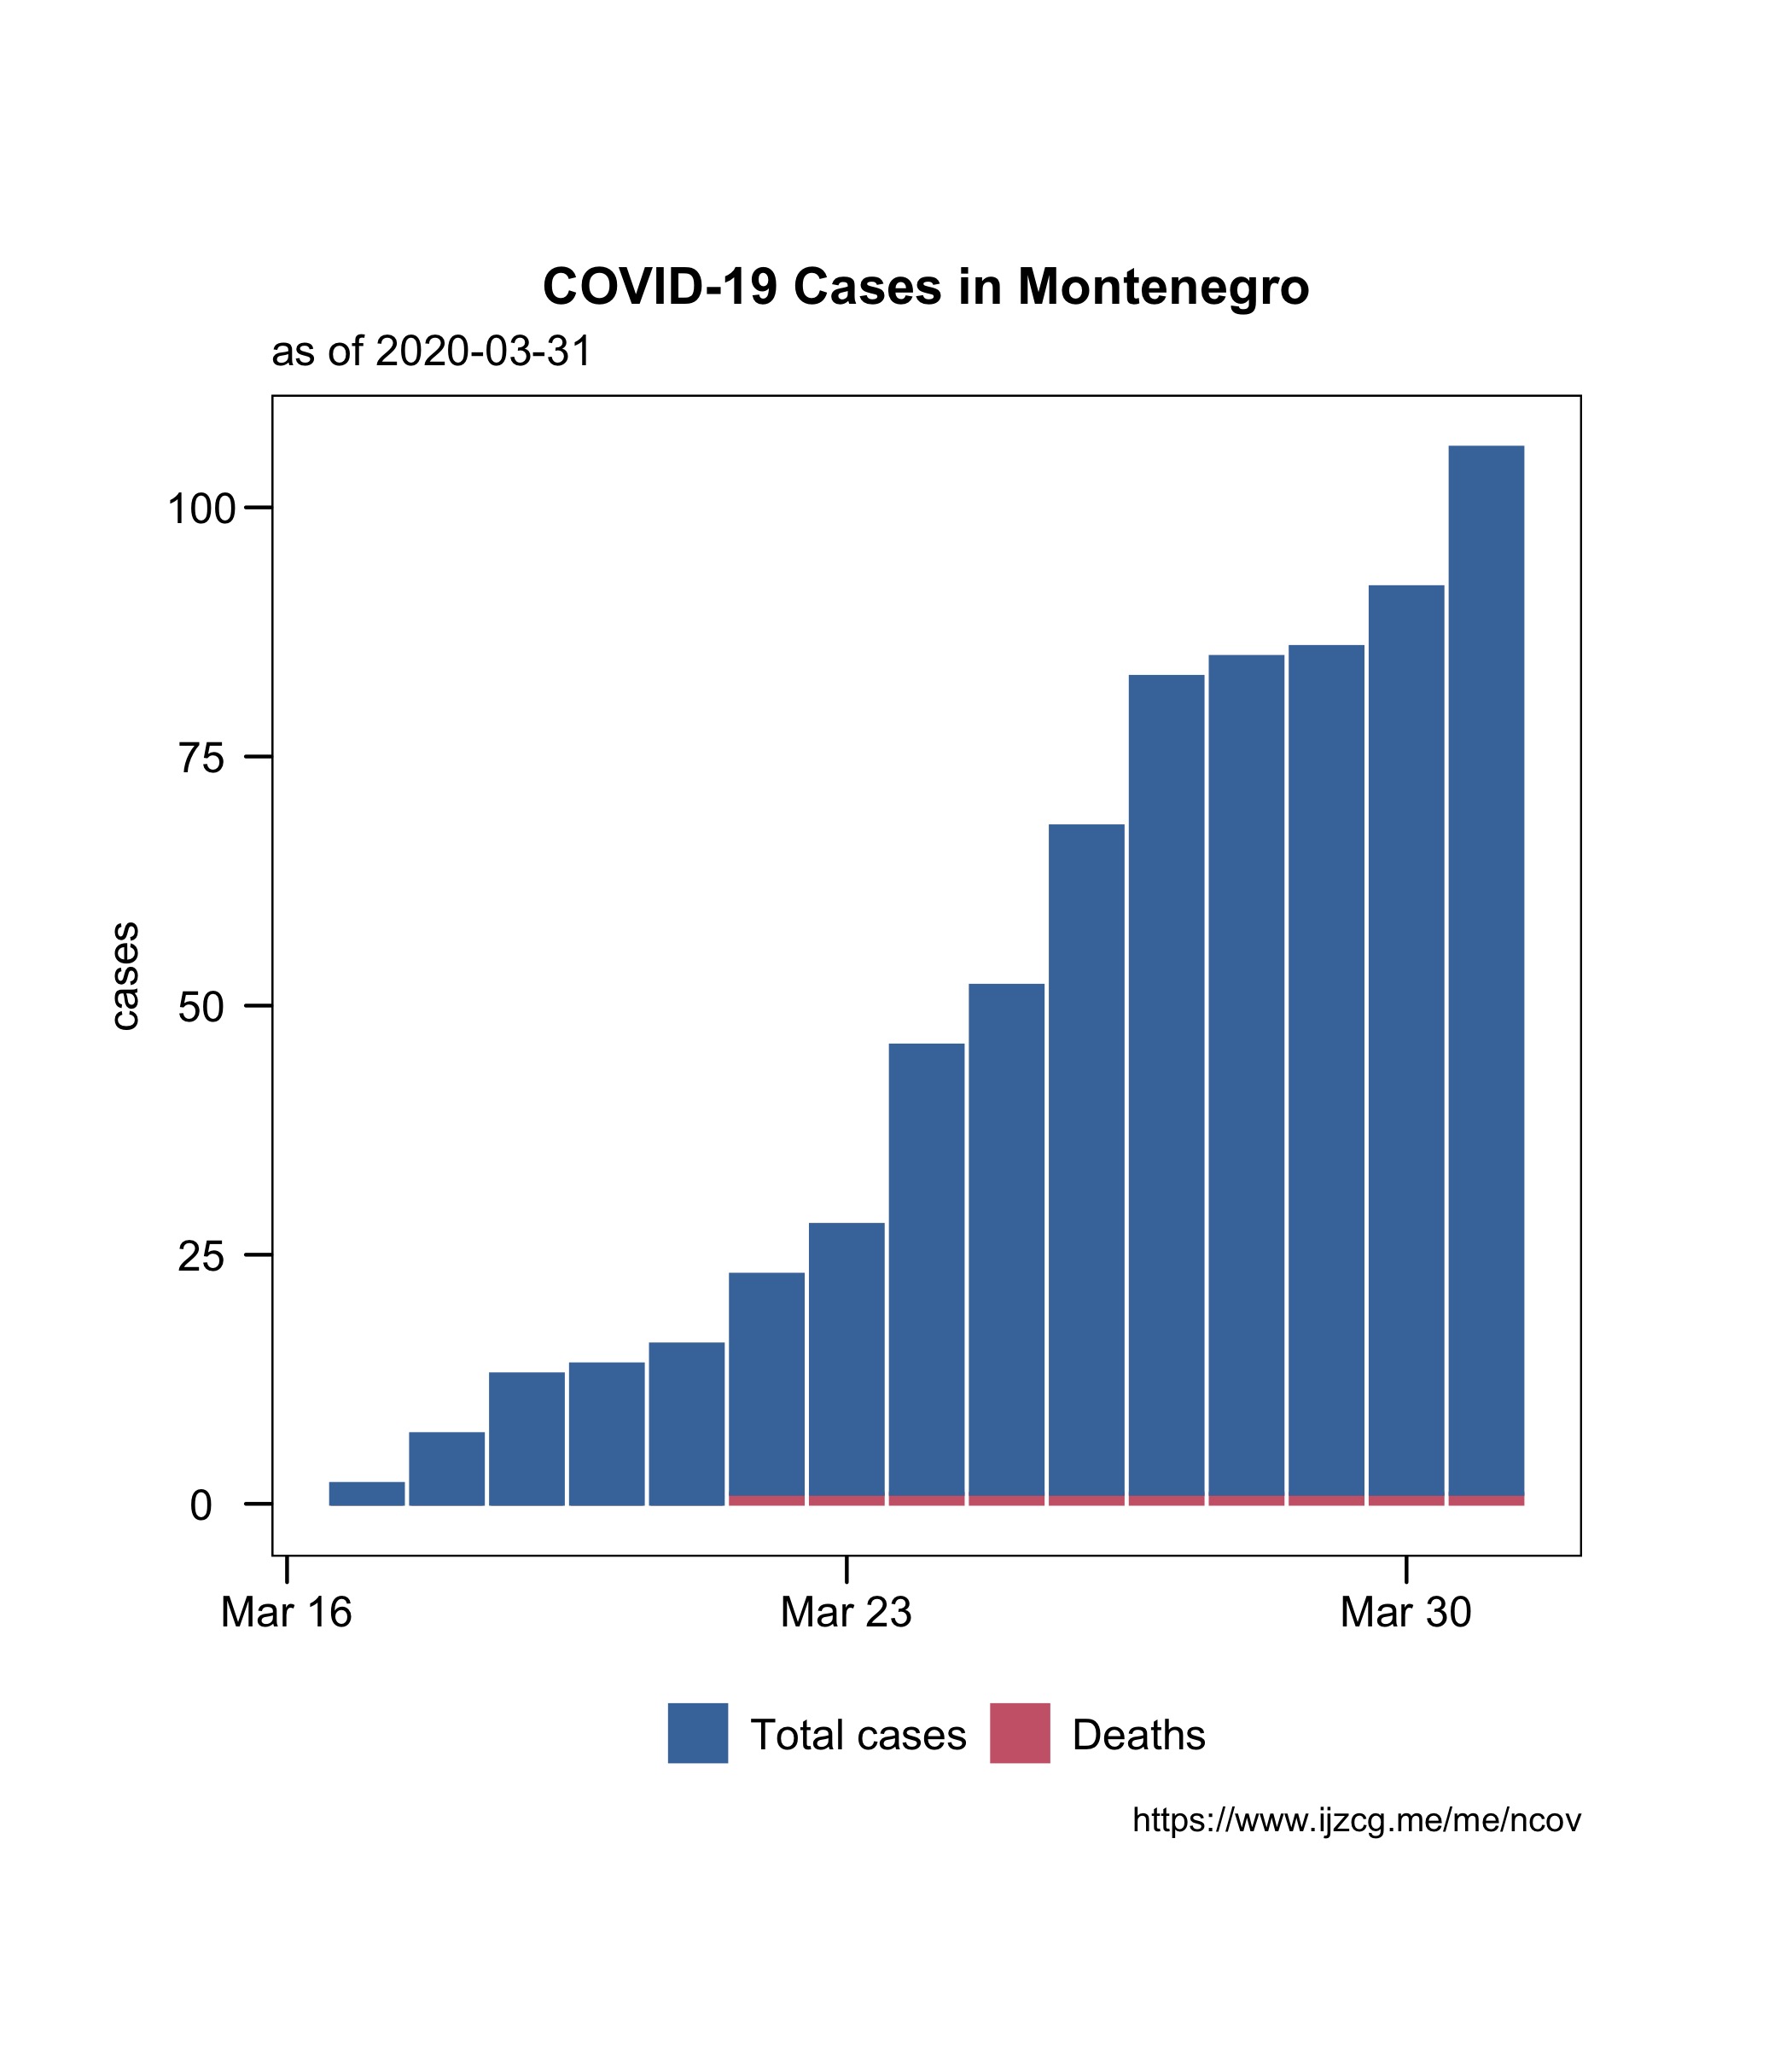 COVID-19 Cases in Montenegro
as of 2020-03-31
100
75
50
25
0
cases
Mar 16 Mar 23 Mar 30
Total cases Deaths
https://www.ijzcg.me/me/ncov